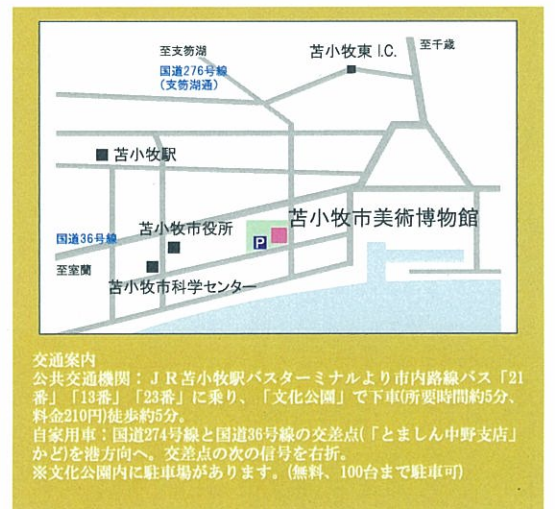 至支笏湖
国道276号線
(支笏湖通)
苫小牧東 I.C.
至千歳
苫小牧駅
苫小牧市美術博物館
苫小牧市役所
P
国道36号線
至室蘭
苫小牧市科学センター
交通案内
公共交通機関：ＪＲ苫小牧駅バスターミナルより市内路線バス「21
番」「13番」「23番」に乗り、「文化公園」で下車(所要時間約5分、
料金210円)徒歩約5分。
自家用車：国道274号線と国道36号線の交差点(「とましん中野支店」
かど)を港方向へ。交差点の次の信号を右折。
※文化公園内に駐車場があります。(無料、100台まで駐車可)